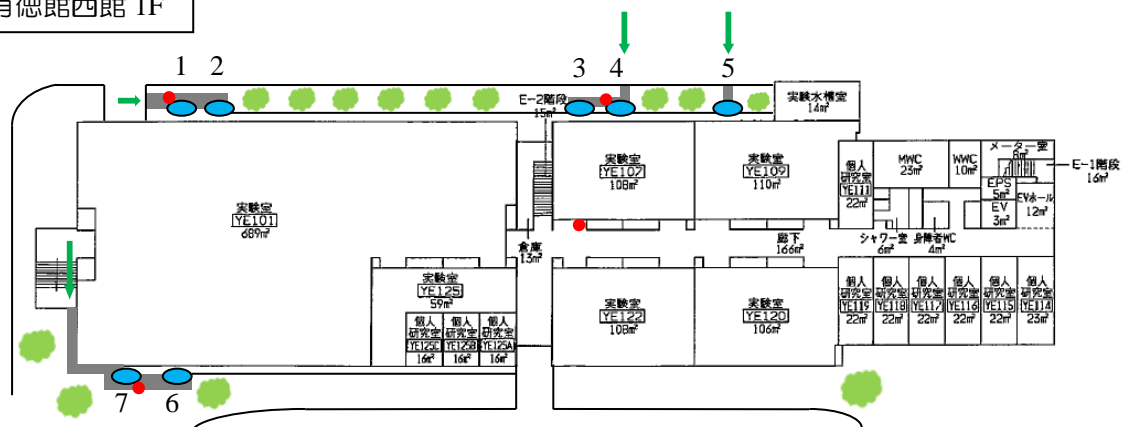 有徳館西館 1F
1
2
3
4
5
E-2階段
15㎡
実験水槽室
14㎡
実験室
YE107
108㎡
実験室
YE109
110㎡
個人
研究室
YE111
22㎡
MWC
23㎡
WWC
10㎡
メーター室
8㎡
E-1階段
16㎡
EPS
5㎡
EV
3㎡
EVホール
12㎡
実験室
YE101
689㎡
倉庫
13㎡
廊下
166㎡
シャワー室
6㎡
身障者WC
4㎡
実験室
YE125
59㎡
個人
研究室
YE125C
16㎡
個人
研究室
YE125B
16㎡
個人
研究室
YE125A
16㎡
実験室
YE122
108㎡
実験室
YE120
106㎡
個人
研究室
YE119
22㎡
個人
研究室
YE118
22㎡
個人
研究室
YE117
22㎡
個人
研究室
YE116
22㎡
個人
研究室
YE115
22㎡
個人
研究室
YE114
23㎡
7
6